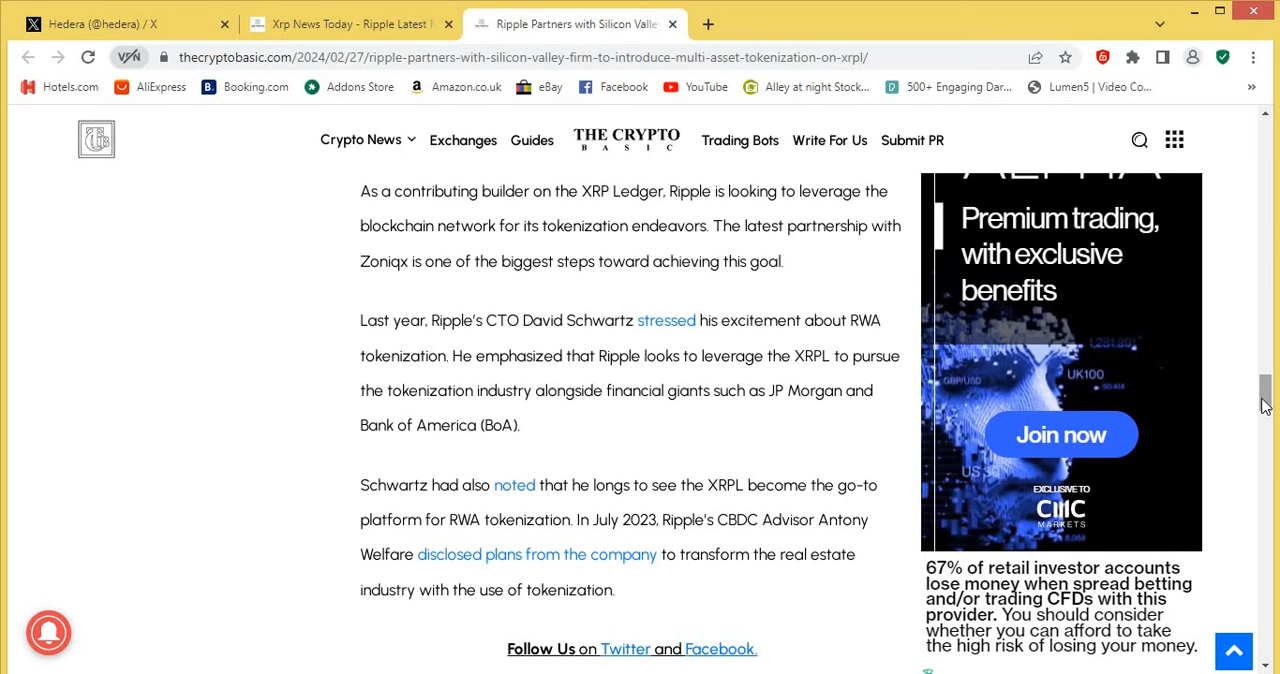 Hedera (@hedera) / X
Xrp News Today - Ripple Latest N
Ripple Partners with Silicon Valle
thecryptobasic.com/2024/02/27/ripple-partners-with-silicon-valley-firm-to-introduce-multi-asset-tokenization-on-xrpl/
Hotels.com
AliExpress
Booking.com
Addons Store
Amazon.co.uk
eBay
Facebook
YouTube
Alley at night Stock...
500+ Engaging Dar...
Lumen5 | Video Co...
Crypto News
Exchanges
Guides
THE CRYPTO
BASIC
Trading Bots
Write For Us
Submit PR
As a contributing builder on the XRP Ledger, Ripple is looking to leverage the
blockchain network for its tokenization endeavors. The latest partnership with
Zoniqx is one of the biggest steps toward achieving this goal.
Last year, Ripple's CTO David Schwartz stressed his excitement about RWA
tokenization. He emphasized that Ripple looks to leverage the XRPL to pursue
the tokenization industry alongside financial giants such as JP Morgan and
Bank of America (BoA).
Schwartz had also noted that he longs to see the XRPL become the go-to
platform for RWA tokenization. In July 2023, Ripple's CBDC Advisor Antony
Welfare disclosed plans from the company to transform the real estate
industry with the use of tokenization.
Follow Us on Twitter and Facebook.
Premium trading,
with exclusive
benefits
1,281.891
GBP/USD
UK100
Join now
EXCLUSIVE TO
CMC
MARKETS
67% of retail investor accounts
lose money when spread betting
and/or trading CFDs with this
provider. You should consider
whether you can afford to take
the high risk of losing your money.